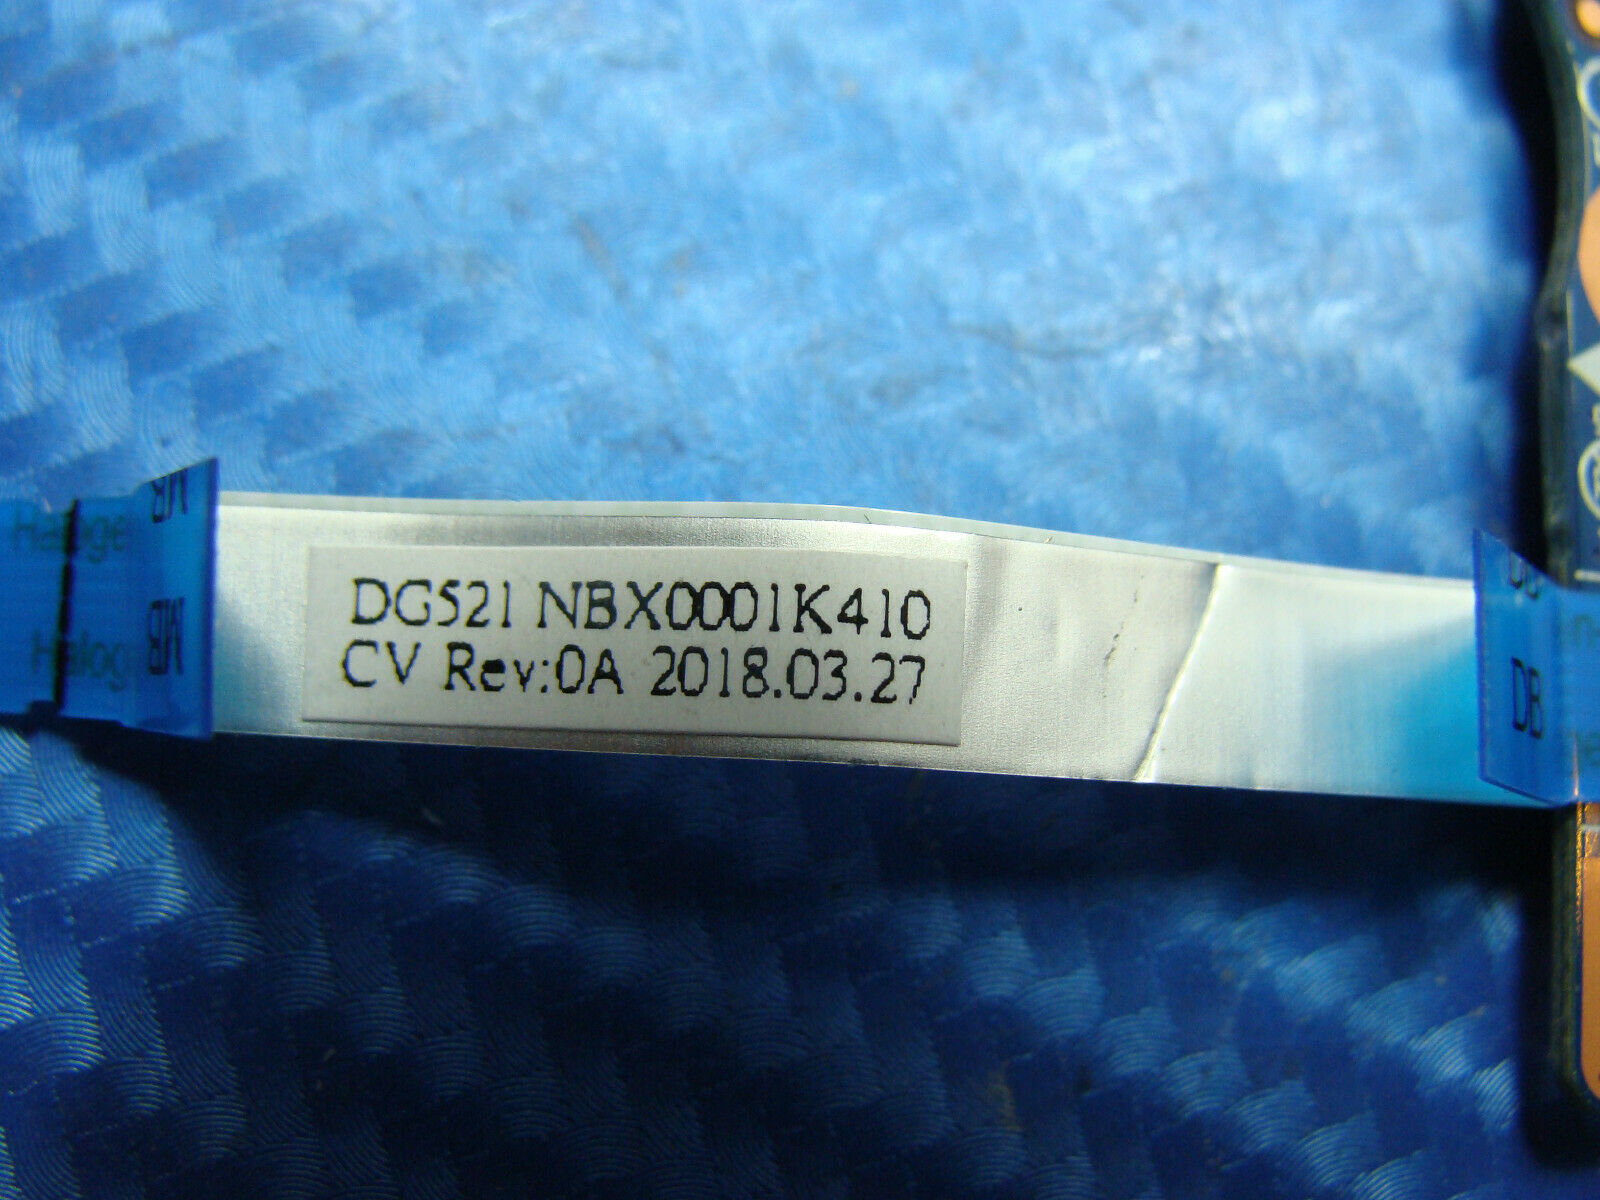 DG521 NBX0001K410
CV Rev:0A 2018.03.27
MB
MB
DB